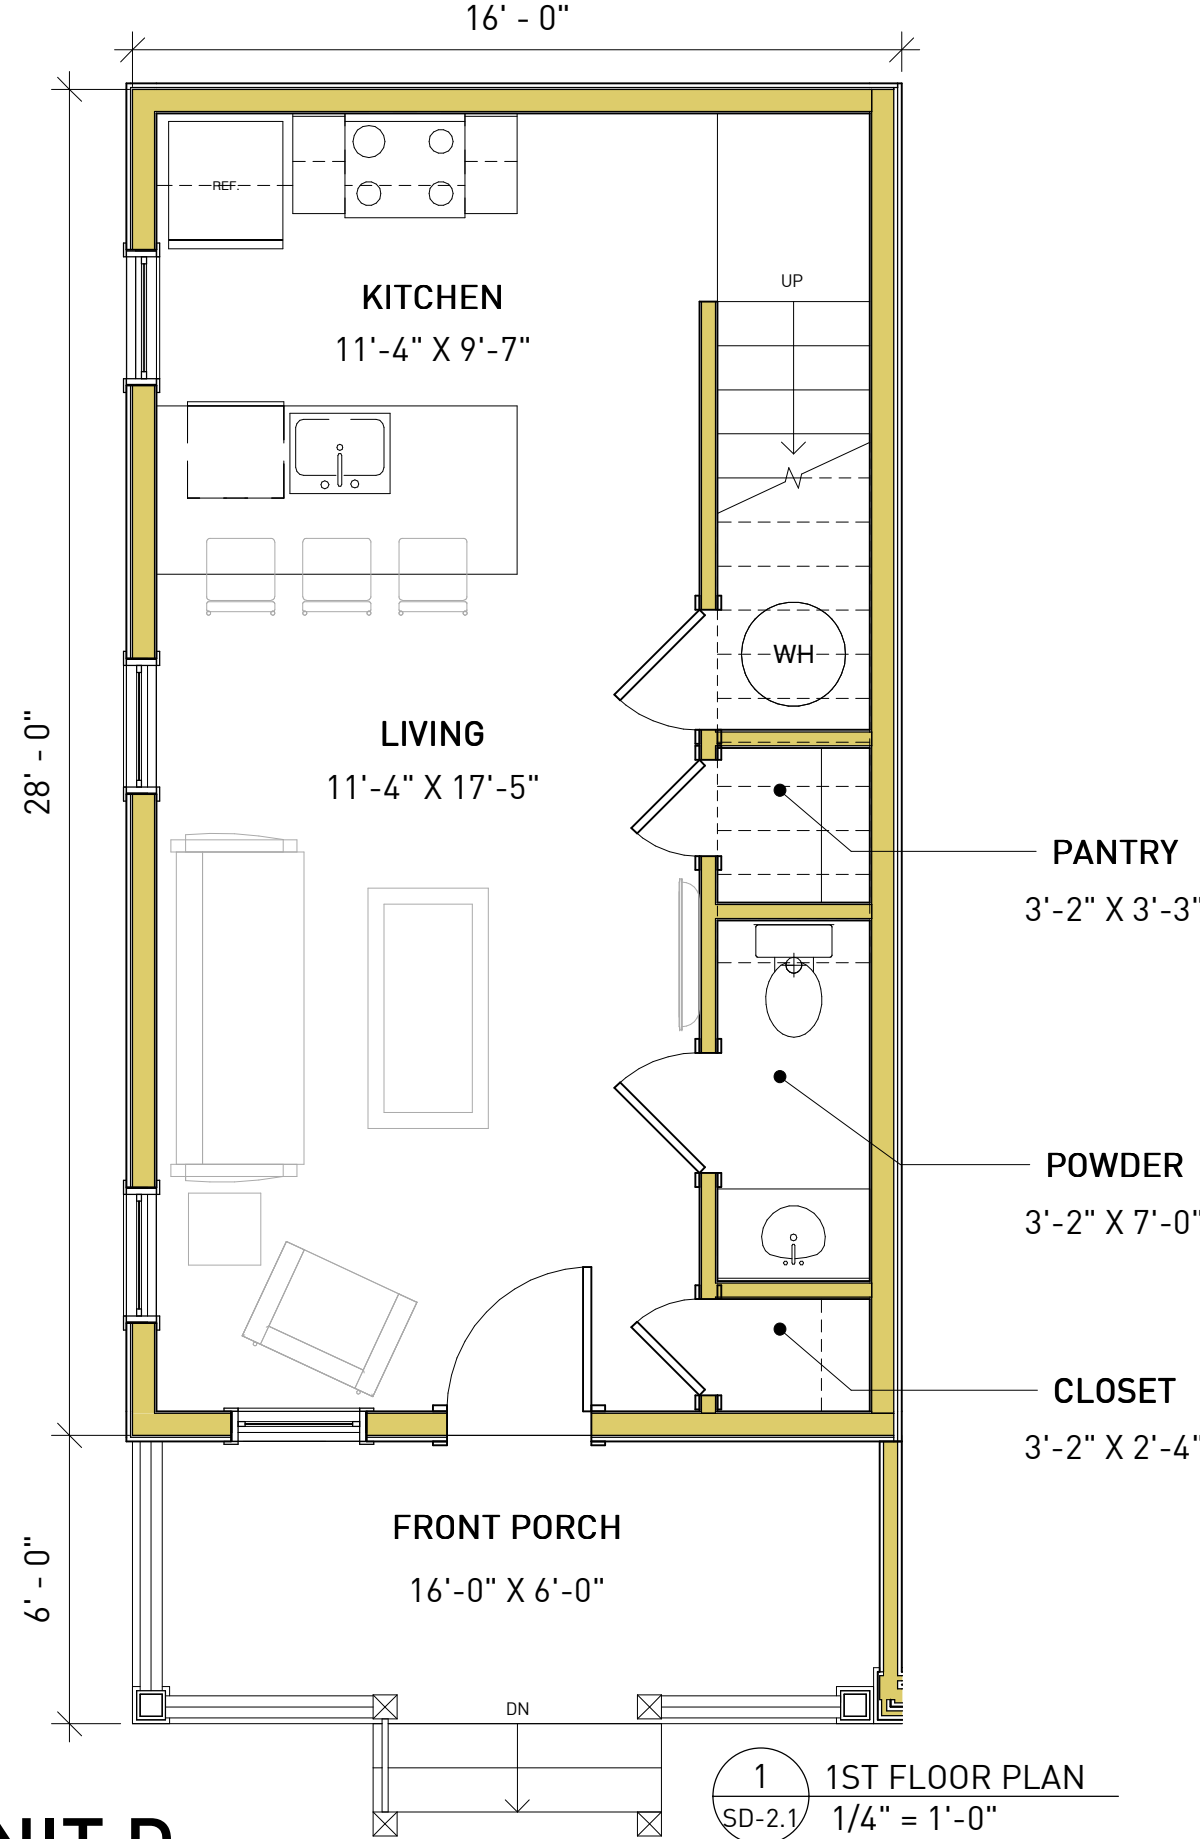 16' - 0"
REF.
KITCHEN
11'-4" X 9'-7"
UP
WH
LIVING
11'-4" X 17'-5"
28' - 0"
PANTRY
3'-2" X 3'-3"
POWDER
3'-2" X 7'-0"
CLOSET
3'-2" X 2'-4"
FRONT PORCH
16'-0" X 6'-0"
6' - 0"
DN
1
SD-2.1
1ST FLOOR PLAN
1/4" = 1'-0"